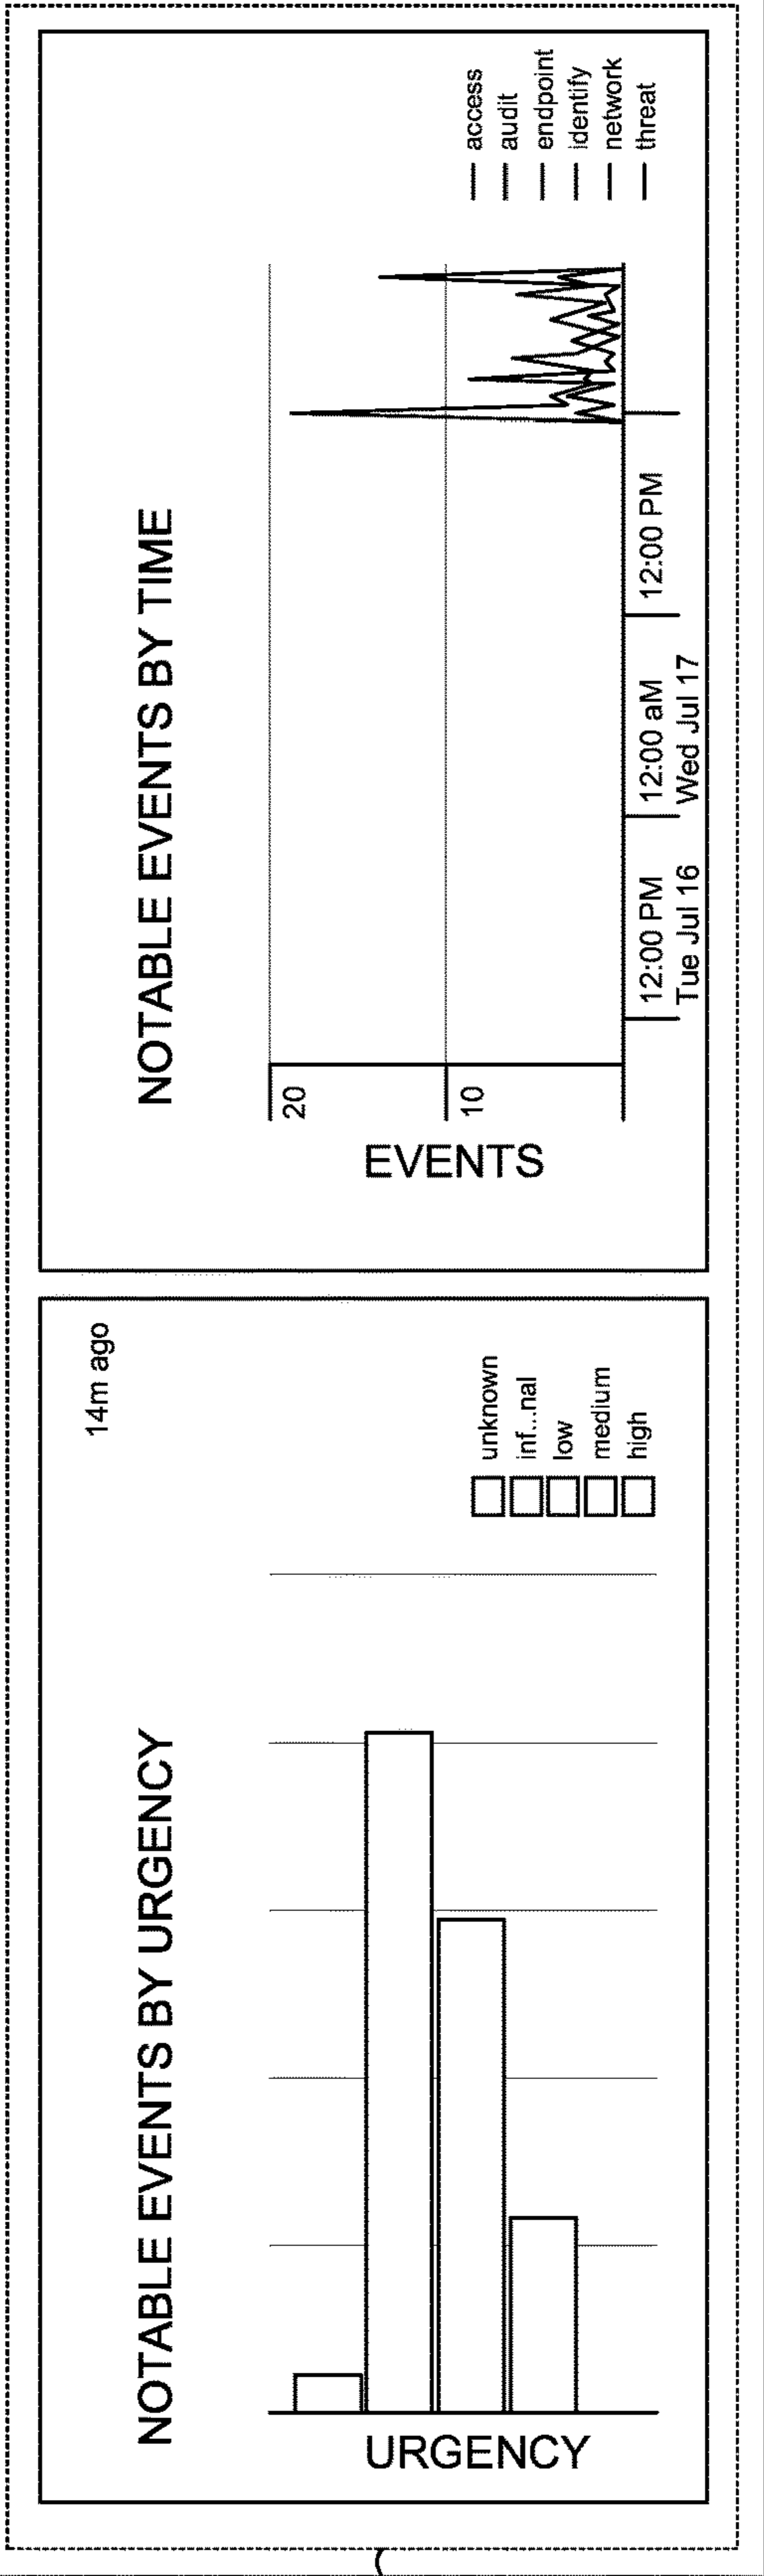 NOTABLE EVENTS BY URGENCY
14m ago
URGENCY
unknown
inf...nal
low
medium
high
NOTABLE EVENTS BY TIME
EVENTS
20
10
12:00 PM
Tue Jul 16
12:00 aM
Wed Jul 17
12:00 PM
access
audit
endpoint
identify
network
threat